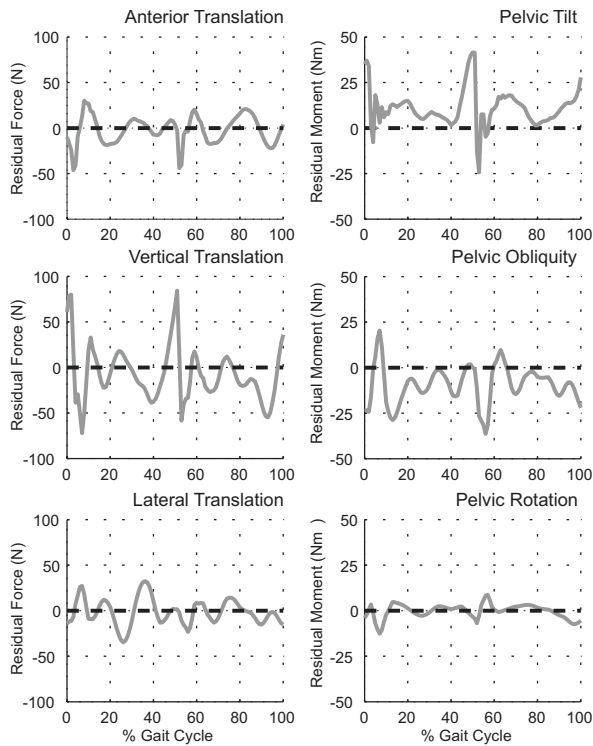 Anterior Translation
Residual Force (N)
100
50
0
-50
-100
0 20 40 60 80 100
Pelvic Tilt
Residual Moment (Nm)
50
25
0
-25
-50
0 20 40 60 80 100
Vertical Translation
Residual Force (N)
100
50
0
-50
-100
0 20 40 60 80 100
Pelvic Obliquity
Residual Moment (Nm)
50
25
0
-25
-50
0 20 40 60 80 100
Lateral Translation
Residual Force (N)
100
50
0
-50
-100
0 20 40 60 80 100
% Gait Cycle
Pelvic Rotation
Residual Moment (Nm )
50
25
0
-25
-50
0 20 40 60 80 100
% Gait Cycle